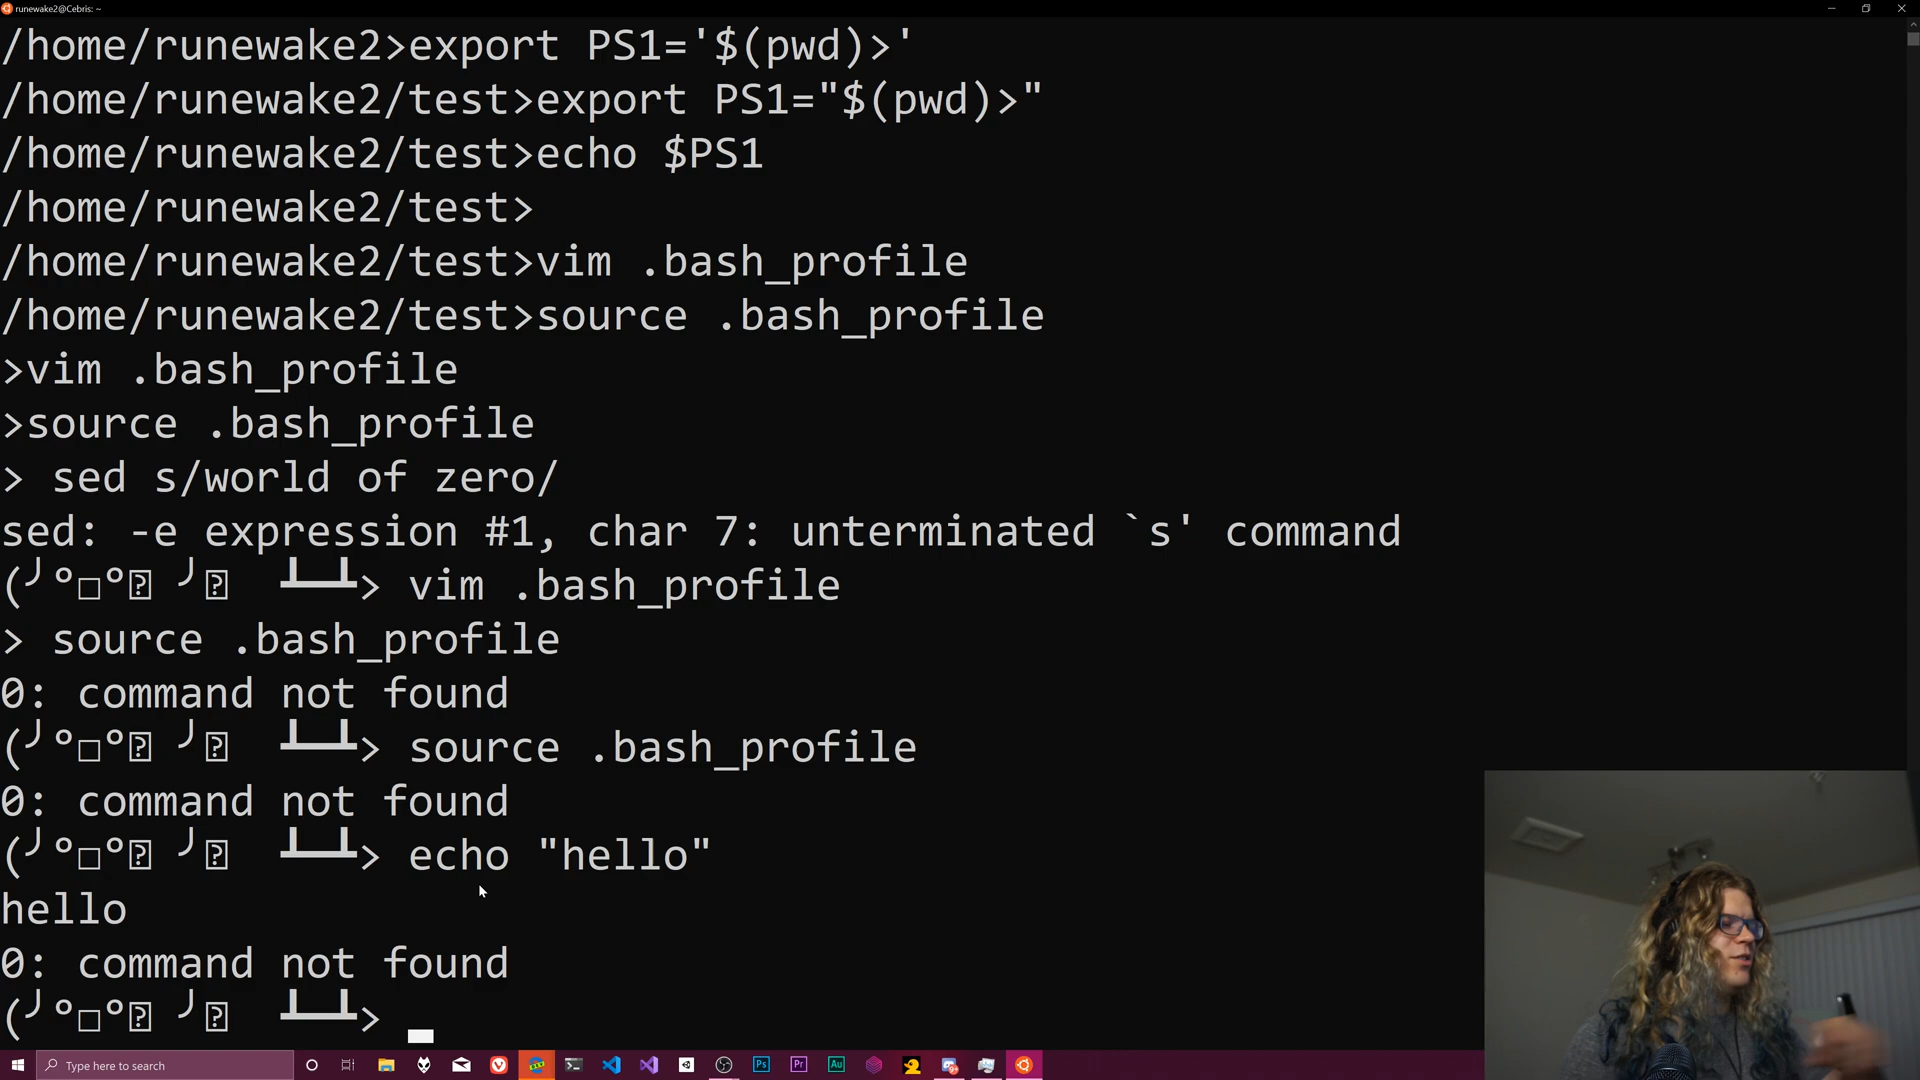 runewake2@Cebris: ~
/home/runewake2>export PS1='$(pwd)>'
/home/runewake2/test>export PS1="$(pwd)>"
/home/runewake2/test>echo $PS1
/home/runewake2/test>
/home/runewake2/test>vim .bash_profile
/home/runewake2/test>source .bash_profile
>vim .bash_profile
>source .bash_profile
> sed s/world of zero/
sed: -e expression #1, char 7: unterminated `s' command
(╯°□°⍰ ╯⍰  ┻━┻> vim .bash_profile
> source .bash_profile
0: command not found
(╯°□°⍰ ╯⍰  ┻━┻> source .bash_profile
0: command not found
(╯°□°⍰ ╯⍰  ┻━┻> echo "hello"
hello
0: command not found
(╯°□°⍰ ╯⍰  ┻━┻>
Type here to search
Ps
Pr
Au